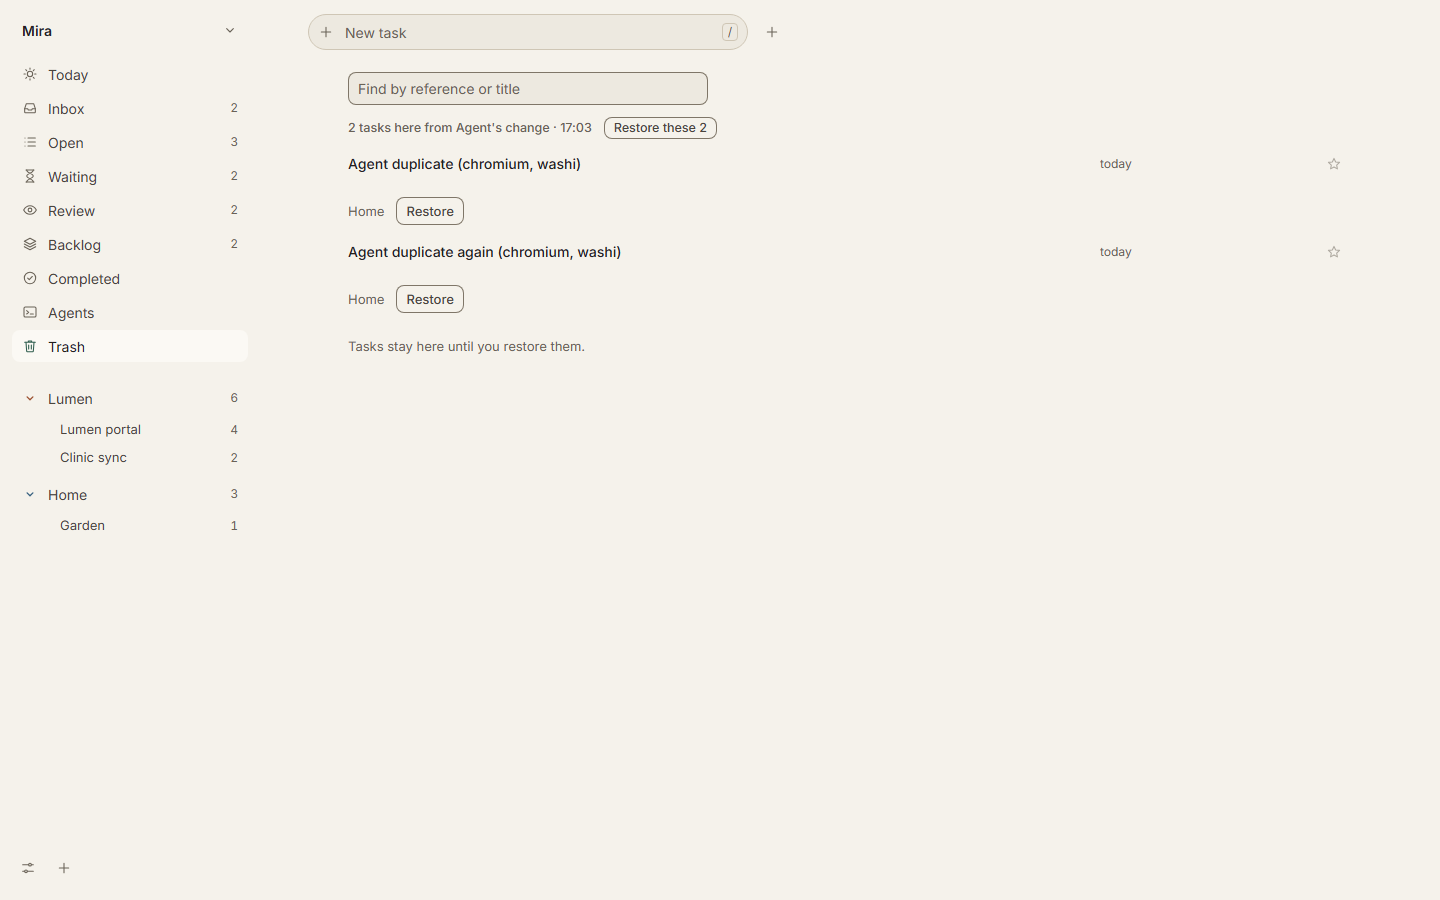 Mira
Today
Inbox 2
Open 3
Waiting 2
Review 2
Backlog 2
Completed
Agents
Trash
Lumen 6
Lumen portal 4
Clinic sync 2
Home 3
Garden 1
New task /
Find by reference or title
2 tasks here from Agent's change · 17:03 Restore these 2
Agent duplicate (chromium, washi) today
Home Restore
Agent duplicate again (chromium, washi) today
Home Restore
Tasks stay here until you restore them.